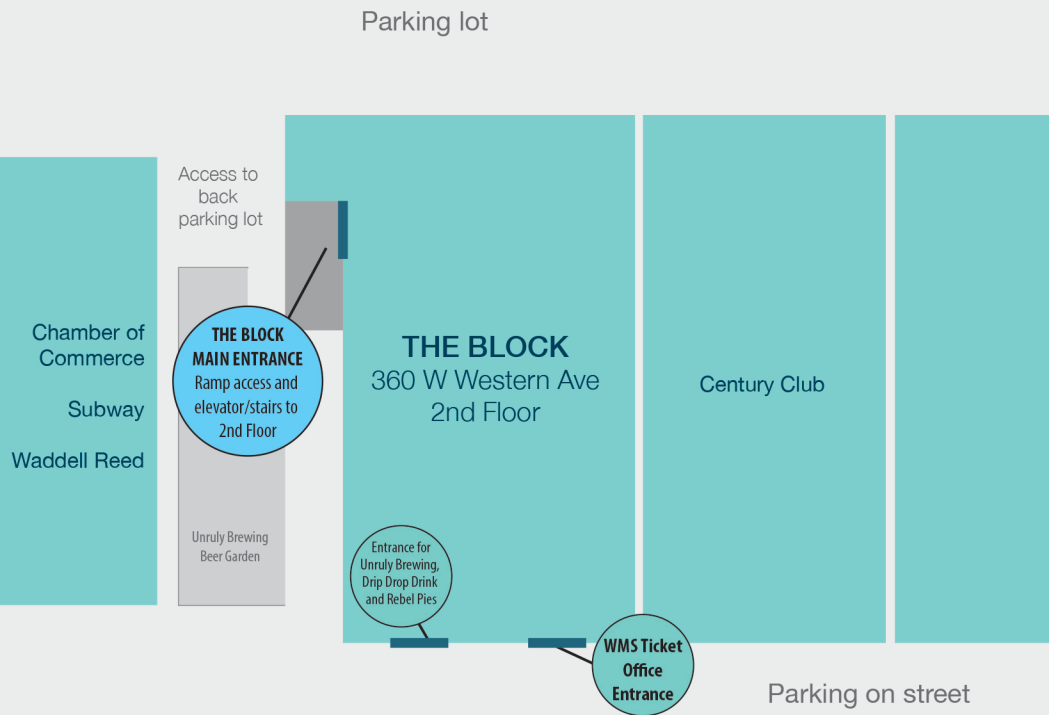 Parking lot
Access to
back
parking lot
Chamber of
Commerce
Subway
Waddell Reed
THE BLOCK
MAIN ENTRANCE
Ramp access and
elevator/stairs to
2nd Floor
THE BLOCK
360 W Western Ave
2nd Floor
Century Club
Unruly Brewing
Beer Garden
Entrance for
Unruly Brewing,
Drip Drop Drink
and Rebel Pies
WMS Ticket
Office
Entrance
Parking on street